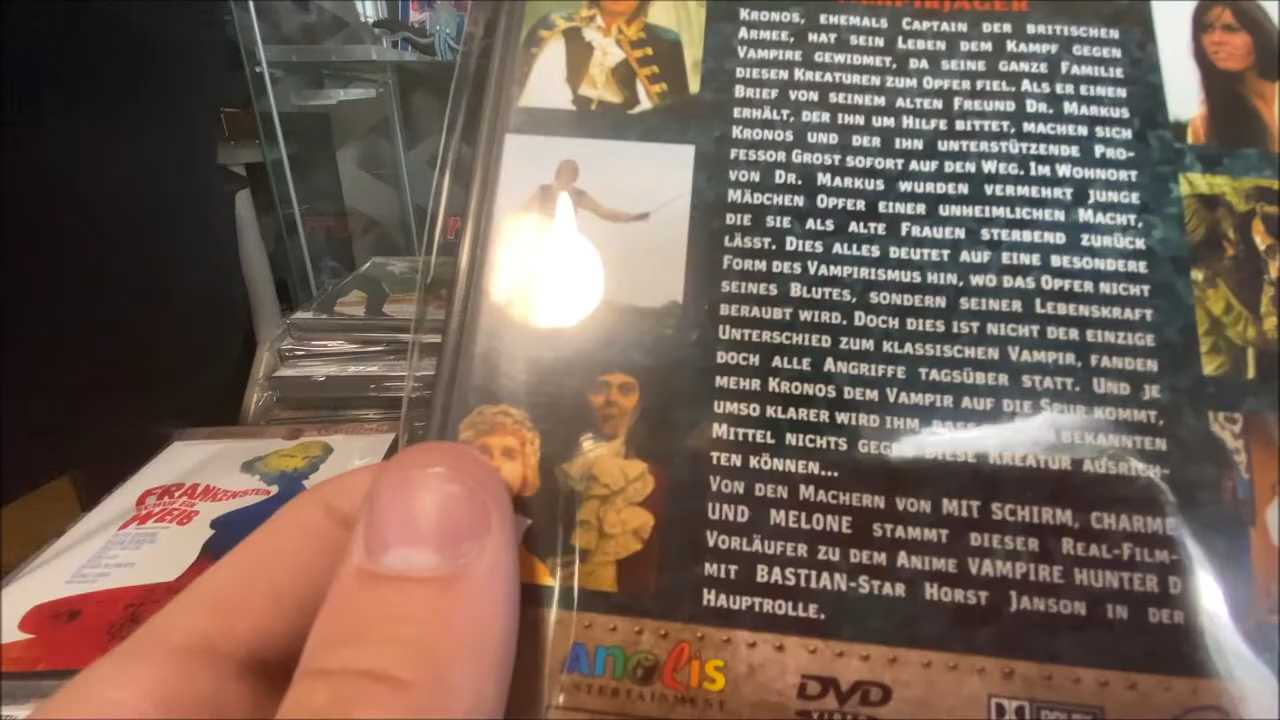 KRONOS, EHEMALS CAPTAIN DER BRITISCHEN
ARMEE, HAT SEIN LEBEN DEM KAMPF GEGEN
VAMPIRE GEWIDMET, DA SEINE GANZE FAMILIE
DIESEN KREATUREN ZUM OPFER FIEL. ALS ER EINEN
BRIEF VON SEINEM ALTEN FREUND DR. MARKUS
ERHÄLT, DER IHN UM HILFE BITTET, MACHEN SICH
KRONOS UND DER IHN UNTERSTÜTZENDE PRO-
FESSOR GROST SOFORT AUF DEN WEG. IM WOHNORT
VON DR. MARKUS WURDEN VERMEHRT JUNGE
MÄDCHEN OPFER EINER UNHEIMLICHEN MACHT,
DIE SIE ALS ALTE FRAUEN STERBEND ZURÜCK
LÄSST. DIES ALLES DEUTET AUF EINE BESONDERE
FORM DES VAMPIRISMUS HIN, WO DAS OPFER NICHT
SEINES BLUTES, SONDERN SEINER LEBENSKRAFT
BERAUBT WIRD. DOCH DIES IST NICHT DER EINZIGE
UNTERSCHIED ZUM KLASSISCHEN VAMPIR, FANDEN
DOCH ALLE ANGRIFFE TAGSÜBER STATT. UND JE
MEHR KRONOS DEM VAMPIR AUF DIE SPUR KOMMT,
UMSO KLARER WIRD IHM, DASS BEKANNTEN
MITTEL NICHTS GEGEN DIESE KREATUR AUSRICH-
TEN KÖNNEN...
VON DEN MACHERN VON MIT SCHIRM, CHARME
UND MELONE STAMMT DIESER REAL-FILM-
VORLÄUFER ZU DEM ANIME VAMPIRE HUNTER D
MIT BASTIAN-STAR HORST JANSON IN DER
HAUPTROLLE.
FRANKENSTEIN
SCHUF EIN
WEIB
ANOLIS
ENTERTAINMENT
DVD
VIDEO
DOLBY